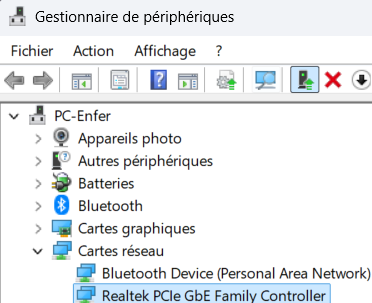 Gestionnaire de périphériques
Fichier Action Affichage ?
PC-Enfer
Appareils photo
Autres périphériques
Batteries
Bluetooth
Cartes graphiques
Cartes réseau
Bluetooth Device (Personal Area Network)
Realtek PCIe GbE Family Controller